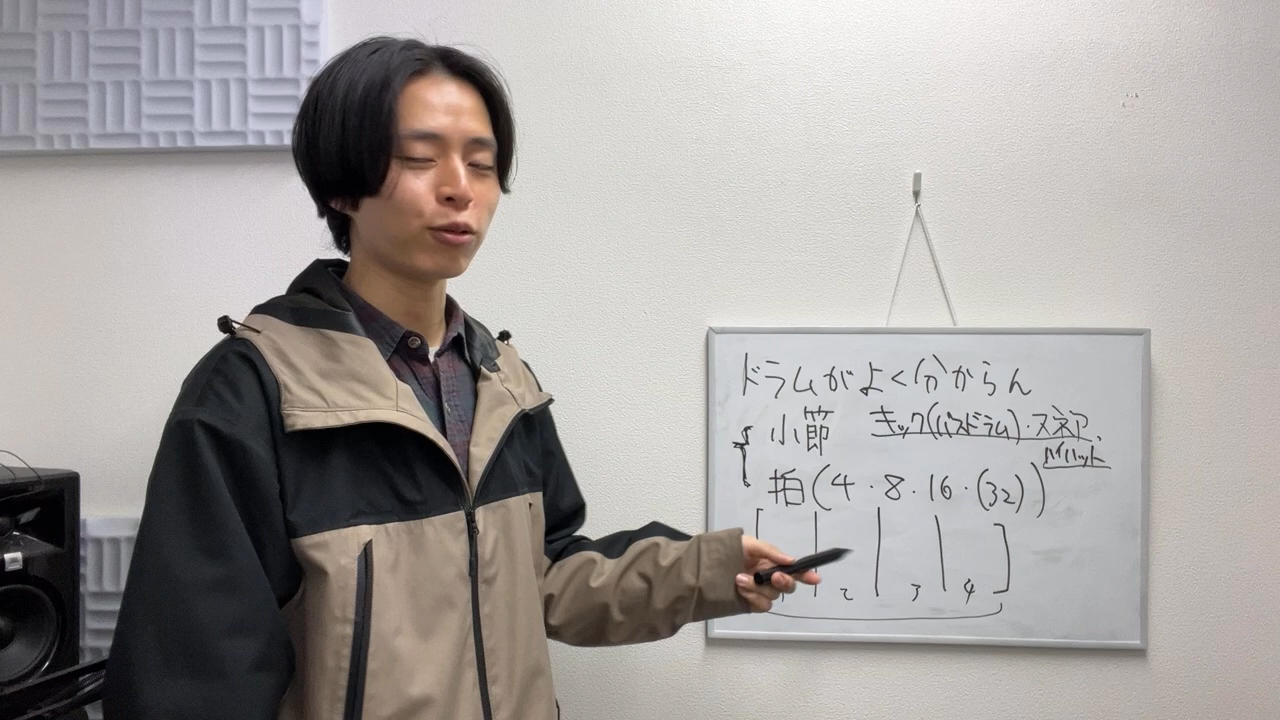 ドラムがよく分からん
小節 キック(バスドラム)・スネア、
ハイハット
拍(4・8・16・(32))
2 3 4